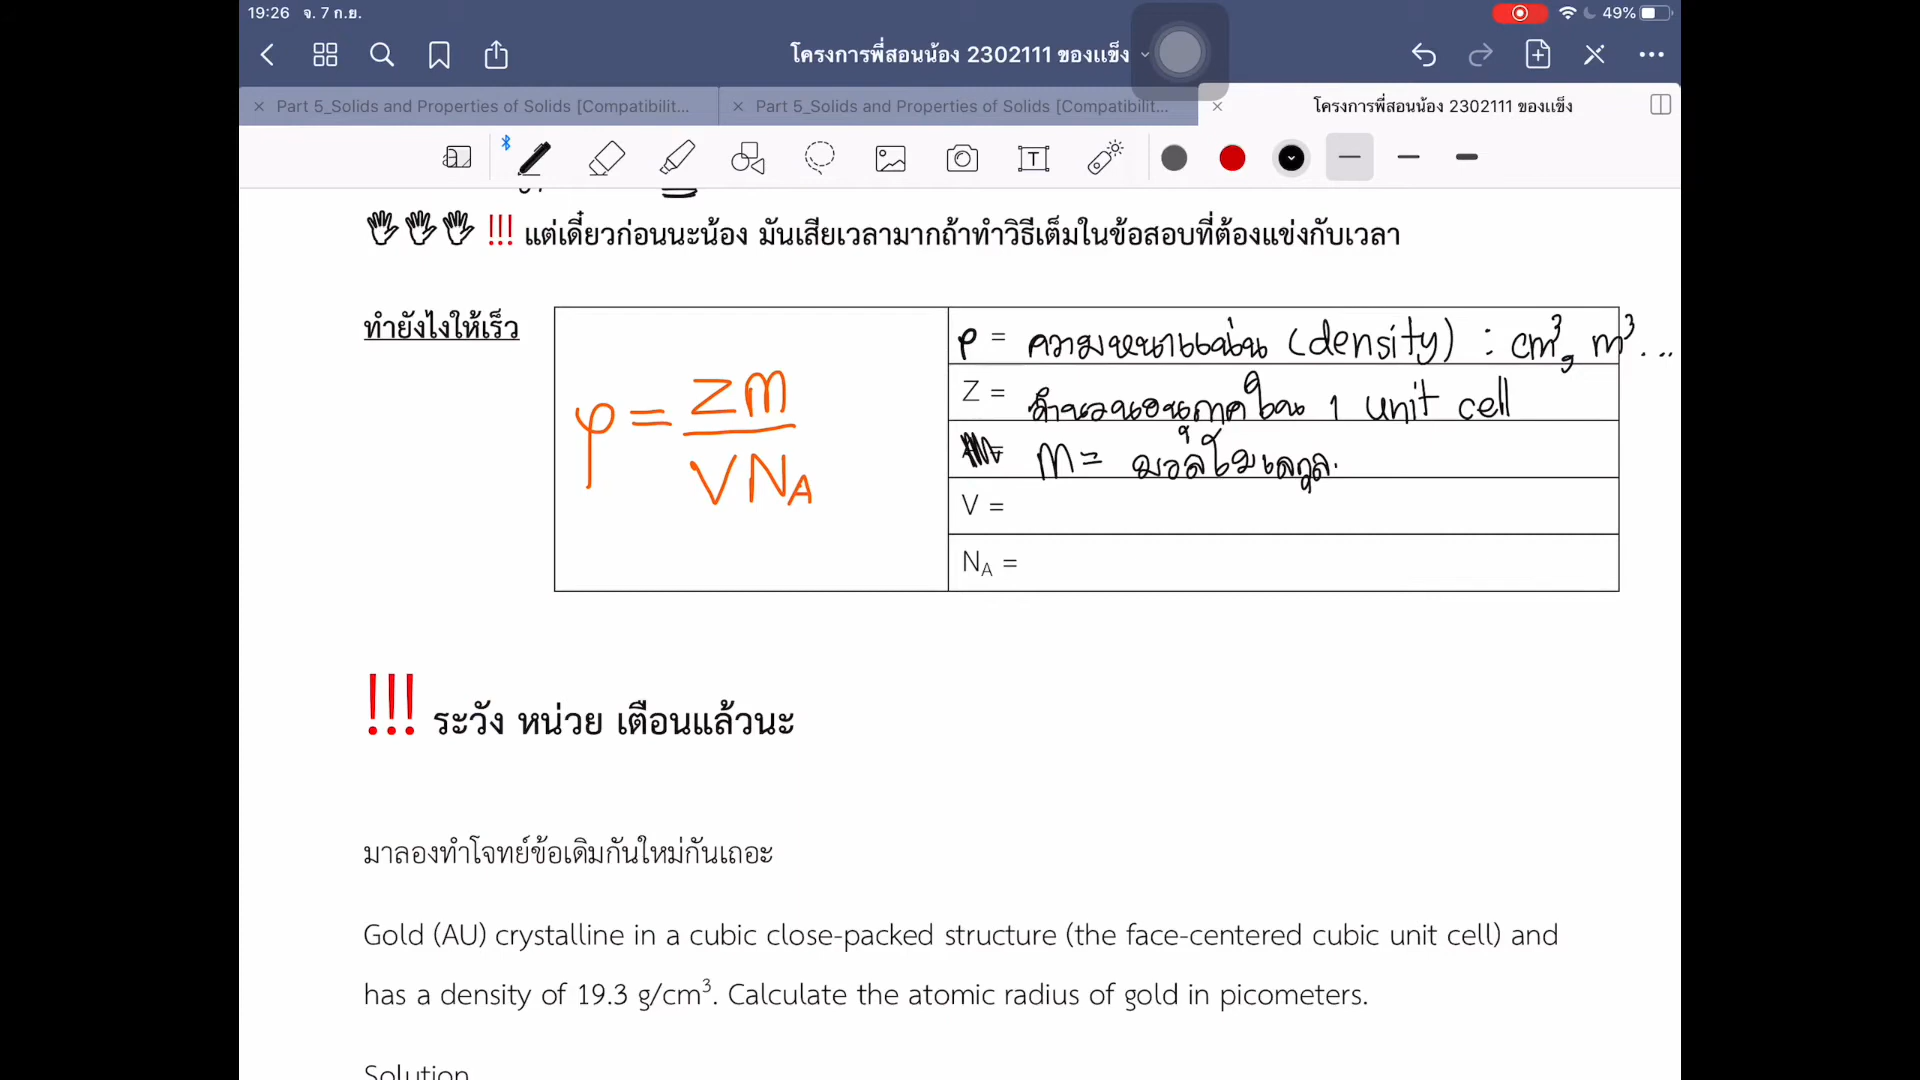 19:26 จ. 7 ก.ย.
49%
โครงการพี่สอนน้อง 2302111 ของแข็ง
Part 5_Solids and Properties of Solids [Compatibilit...
Part 5_Solids and Properties of Solids [Compatibilit...
โครงการพี่สอนน้อง 2302111 ของแข็ง
!!! แต่เดี๋ยวก่อนนะน้อง มันเสียเวลามากถ้าทำวิธีเต็มในข้อสอบที่ต้องแข่งกับเวลา
ทำยังไงให้เร็ว
ρ = ZM / VN_A
ρ = ความหนาแน่น (density) : cm³, m³...
Z = จำนวนอนุภาคใน 1 unit cell
M = มวลโมเลกุล
V =
N_A =
!!! ระวัง หน่วย เตือนแล้วนะ
มาลองทำโจทย์ข้อเดิมกันใหม่กันเถอะ
Gold (AU) crystalline in a cubic close-packed structure (the face-centered cubic unit cell) and
has a density of 19.3 g/cm³. Calculate the atomic radius of gold in picometers.
Solution